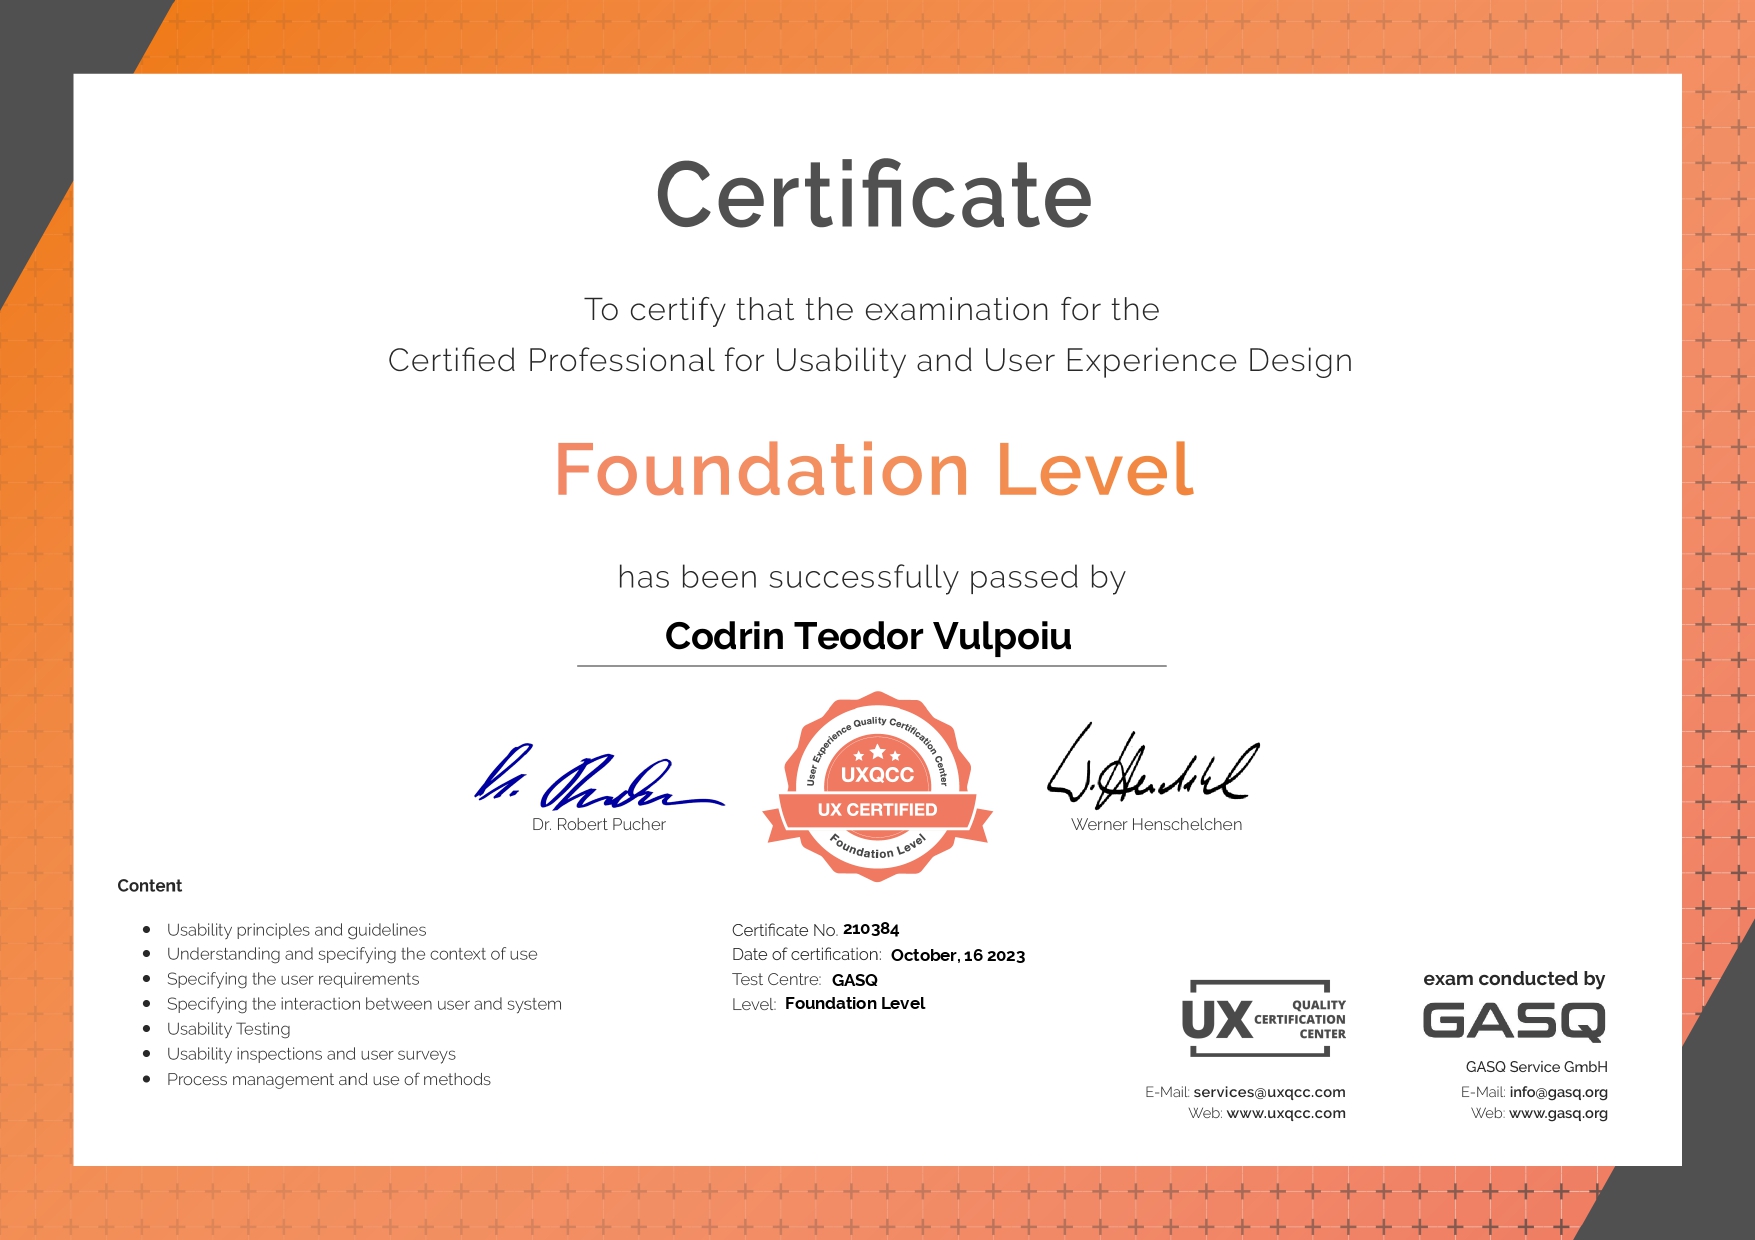 Certificate
To certify that the examination for the
Certified Professional for Usability and User Experience Design
Foundation Level
has been successfully passed by
Codrin Teodor Vulpoiu
User Experience Quality Certification Center
UXQCC
UX CERTIFIED
Foundation Level
Dr. Robert Pucher
Werner Henschelchen
Content
• Usability principles and guidelines
• Understanding and specifying the context of use
• Specifying the user requirements
• Specifying the interaction between user and system
• Usability Testing
• Usability inspections and user surveys
• Process management and use of methods
Certificate No. 210384
Date of certification: October, 16 2023
Test Centre: GASQ
Level: Foundation Level
UX QUALITY
CERTIFICATION
CENTER
E-Mail: services@uxqcc.com
Web: www.uxqcc.com
exam conducted by
GASQ
GASQ Service GmbH
E-Mail: info@gasq.org
Web: www.gasq.org